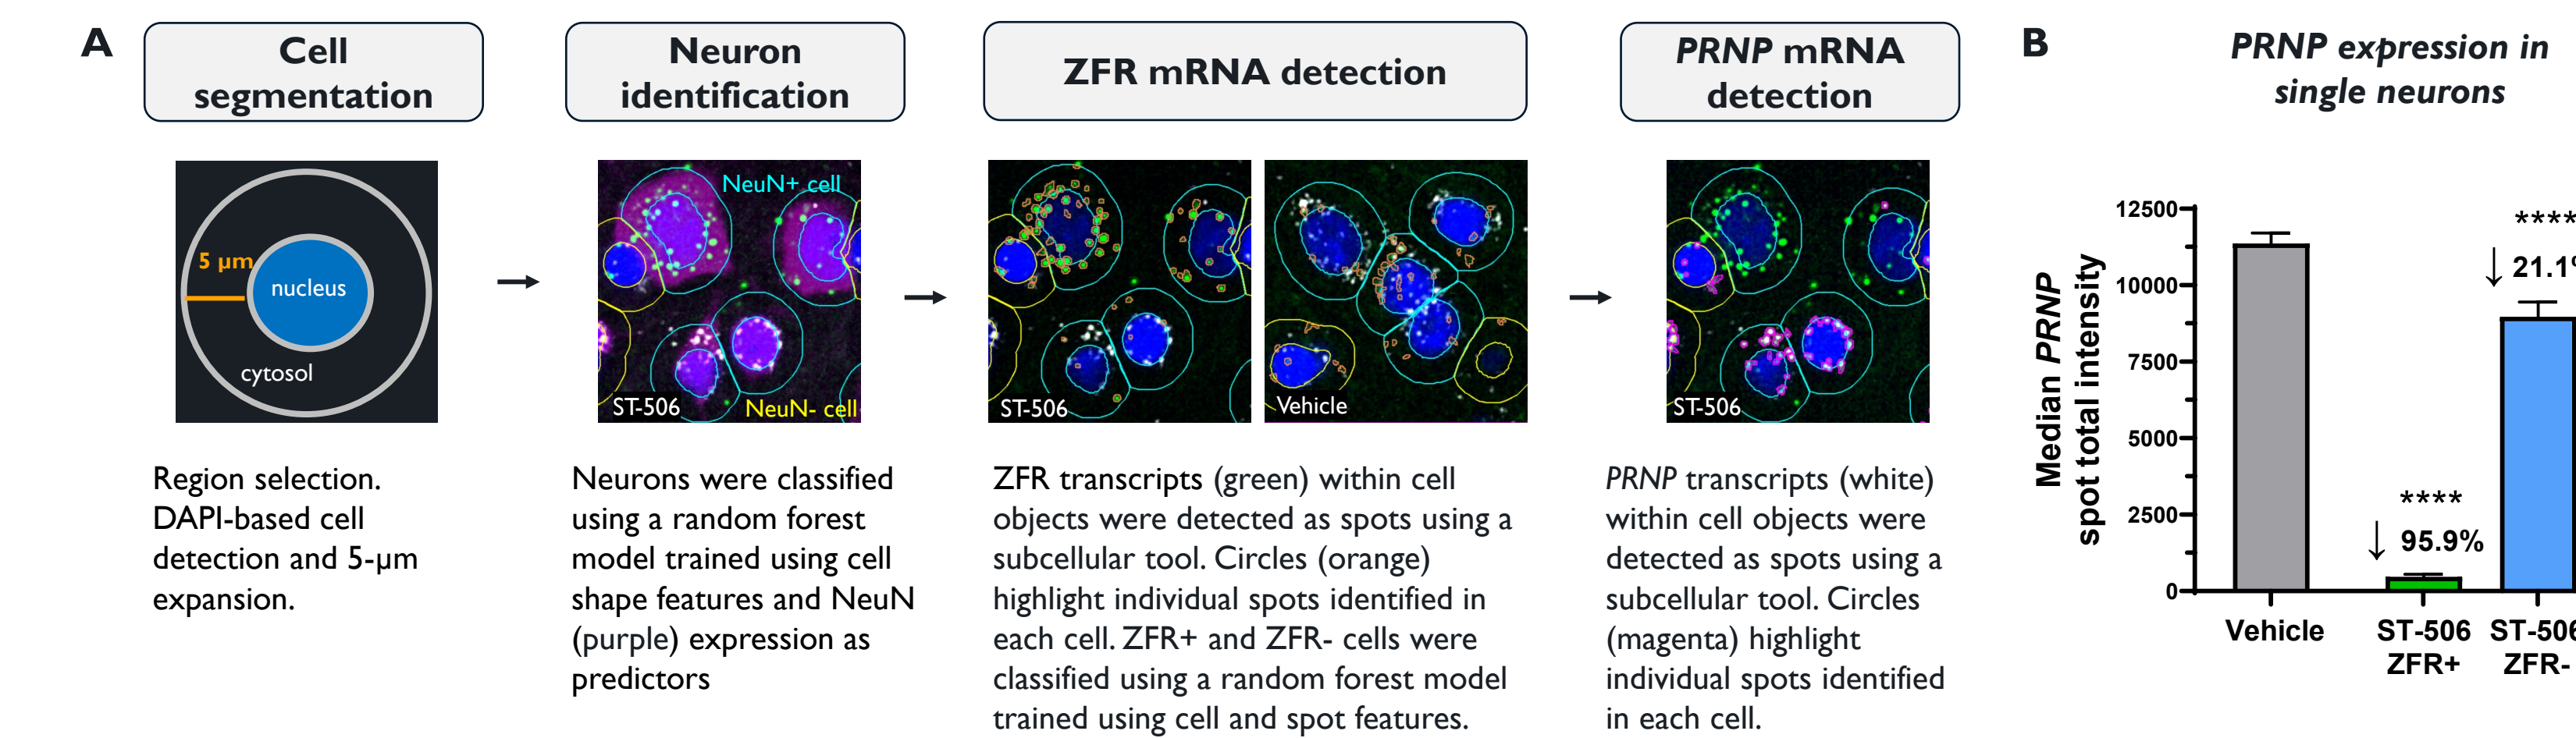 A
Cell
segmentation
5 µm
nucleus
cytosol
Region selection.
DAPI-based cell
detection and 5-µm
expansion.
Neuron
identification
NeuN+ cell
ST-506
NeuN- cell
Neurons were classified
using a random forest
model trained using cell
shape features and NeuN
(purple) expression as
predictors
ZFR mRNA detection
ST-506
Vehicle
ZFR transcripts (green) within cell
objects were detected as spots using a
subcellular tool. Circles (orange)
highlight individual spots identified in
each cell. ZFR+ and ZFR- cells were
classified using a random forest model
trained using cell and spot features.
PRNP mRNA
detection
ST-506
PRNP transcripts (white)
within cell objects were
detected as spots using a
subcellular tool. Circles
(magenta) highlight
individual spots identified
in each cell.
B
PRNP expression in
single neurons
Median PRNP
spot total intensity
12500
10000
7500
5000
2500
0
****
↓ 95.9%
****
↓ 21.1%
Vehicle
ST-506
ZFR+
ST-506
ZFR-